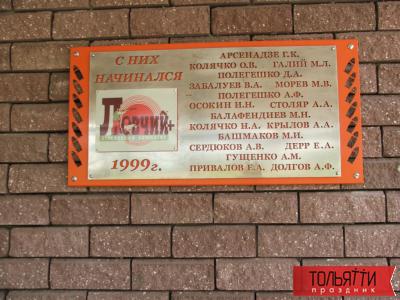 С НИХ
НАЧИНАЛСЯ
Ловчий+
1999г.
АРСЕНАДЗЕ Г.К.
КОЛЯЧКО О.В. ГАЛИЙ М.Л.
ПОЛЕГЕШКО Д.А.
ЗАБАЛУЕВ В.А. МОРЕВ М.В.
ПОЛЕГЕШКО А.Ф.
ОСОКИН И.Н. СТОЛЯР А.А.
БАЛАФЕНДИЕВ М.Н.
КОЛЯЧКО Н.А. КРЫЛОВ А.А.
БАШМАКОВ М.И.
СЕРДЮКОВ А.В. ДЕРР Е.А.
ГУЩЕНКО А.М.
ПРИВАЛОВ Е.А. ДОЛГОВ А.Ф.
ТОЛЬЯТТИ
праздник